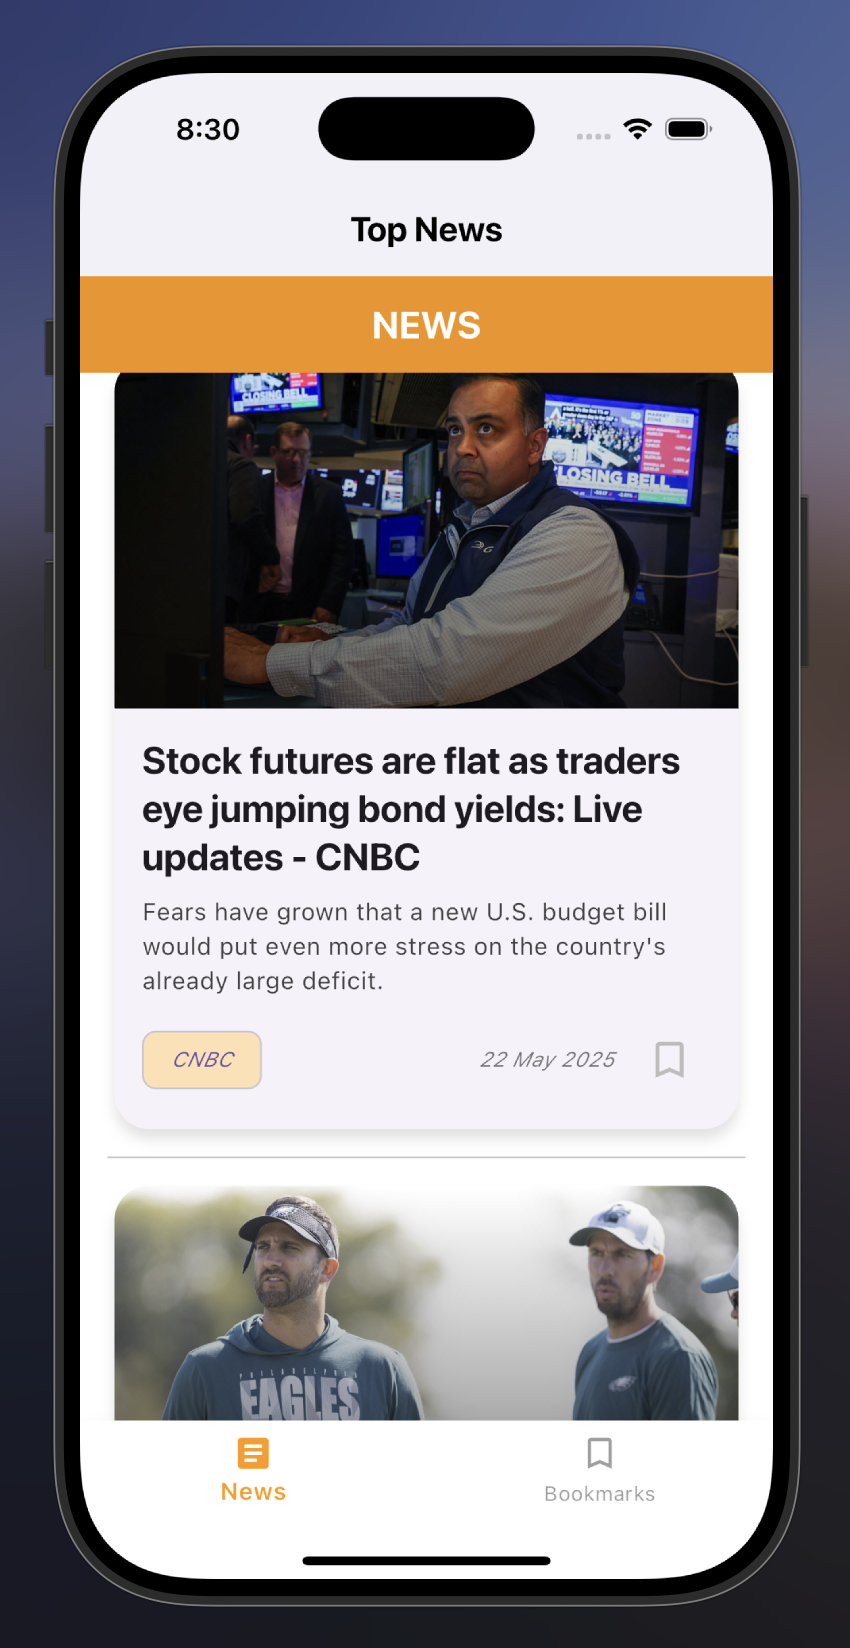 8:30
Top News
NEWS
CLOSING BELL
MARKET
CLOSING BELL
Stock futures are flat as traders
eye jumping bond yields: Live
updates - CNBC
Fears have grown that a new U.S. budget bill
would put even more stress on the country's
already large deficit.
CNBC
22 May 2025
PHILADELPHIA
EAGLES
News
Bookmarks